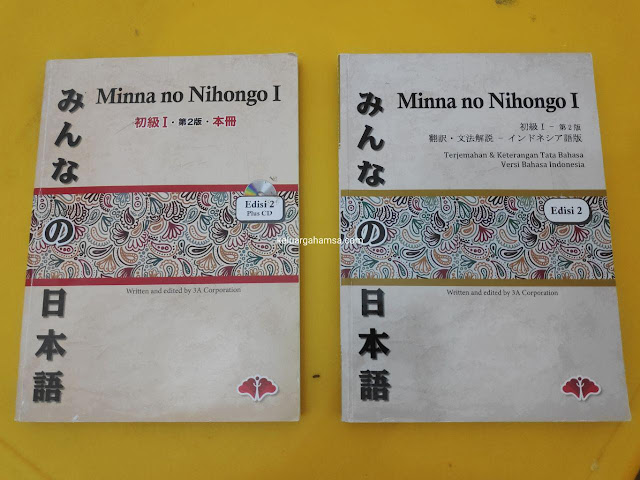 みんなの日本語
Minna no Nihongo I
初級 I・第2版・本冊
Edisi 2
Plus CD
Written and edited by 3A Corporation
みんなの日本語
Minna no Nihongo I
初級 I – 第2版
翻訳・文法解説 – インドネシア語版
Terjemahan & Keterangan Tata Bahasa
Versi Bahasa Indonesia
Edisi 2
Written and edited by 3A Corporation
keluargahamsa.com